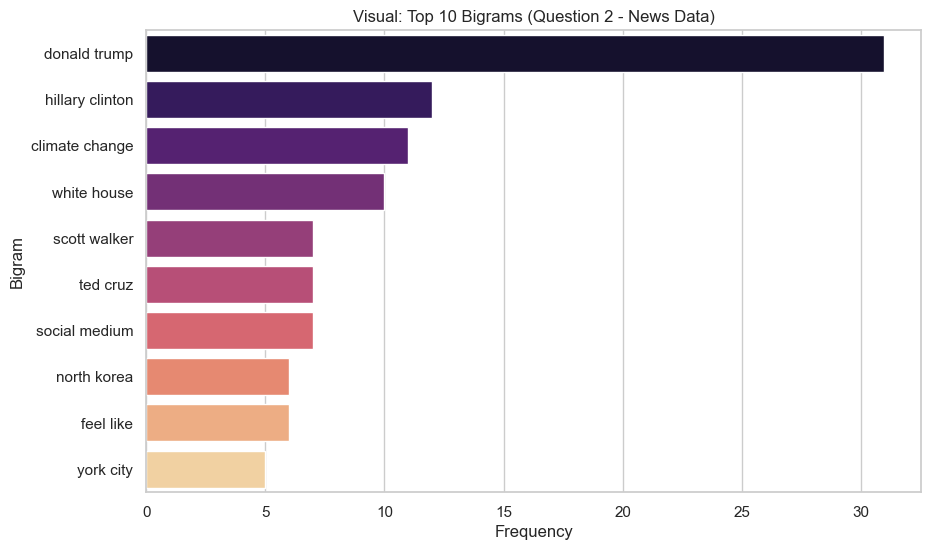 Visual: Top 10 Bigrams (Question 2 - News Data)
Bigram
donald trump
hillary clinton
climate change
white house
scott walker
ted cruz
social medium
north korea
feel like
york city
0 5 10 15 20 25 30
Frequency